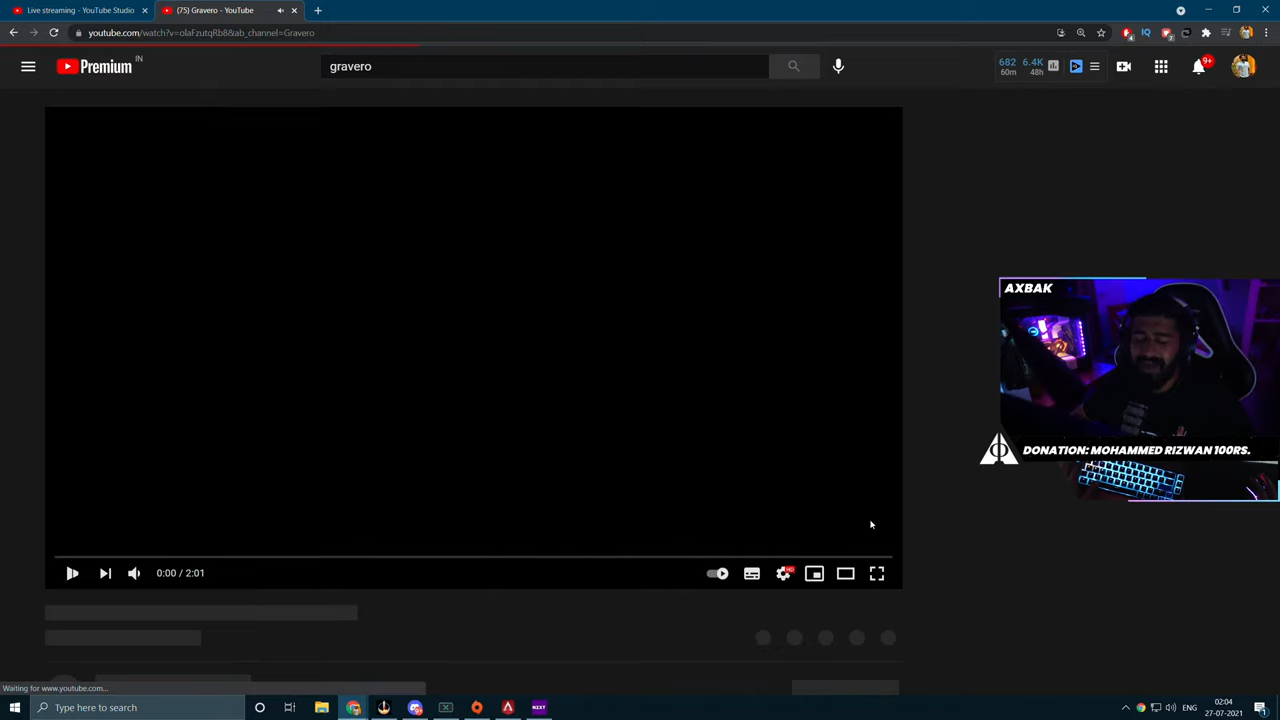 Live streaming - YouTube Studio
(75) Gravero - YouTube
youtube.com/watch?v=olaFzutqRb8&ab_channel=Gravero
Premium IN
gravero
682 6.4K
60m 48h
9+
AXBAK
DONATION: MOHAMMED RIZWAN 100RS.
0:00 / 2:01
HD
Waiting for www.youtube.com...
Type here to search
NIXT
ENG
02:04
27-07-2021